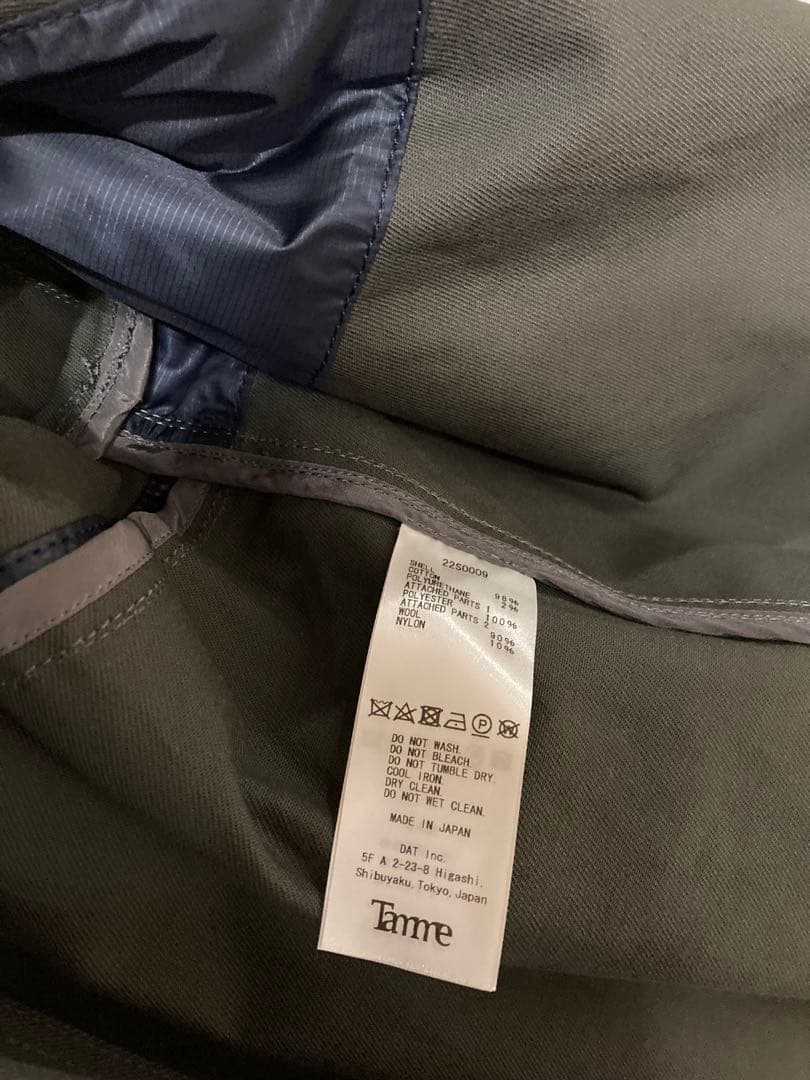 22S0009
SHELL
COTTON 98%
POLYURETHANE 2%
ATTACHED PARTS 1
POLYESTER 100%
ATTACHED PARTS 2
WOOL 90%
NYLON 10%
P
DO NOT WASH.
DO NOT BLEACH.
DO NOT TUMBLE DRY.
COOL IRON.
DRY CLEAN.
DO NOT WET CLEAN.
MADE IN JAPAN
DAT Inc.
5F A 2-23-8 Higashi,
Shibuyaku, Tokyo, Japan
Tamme